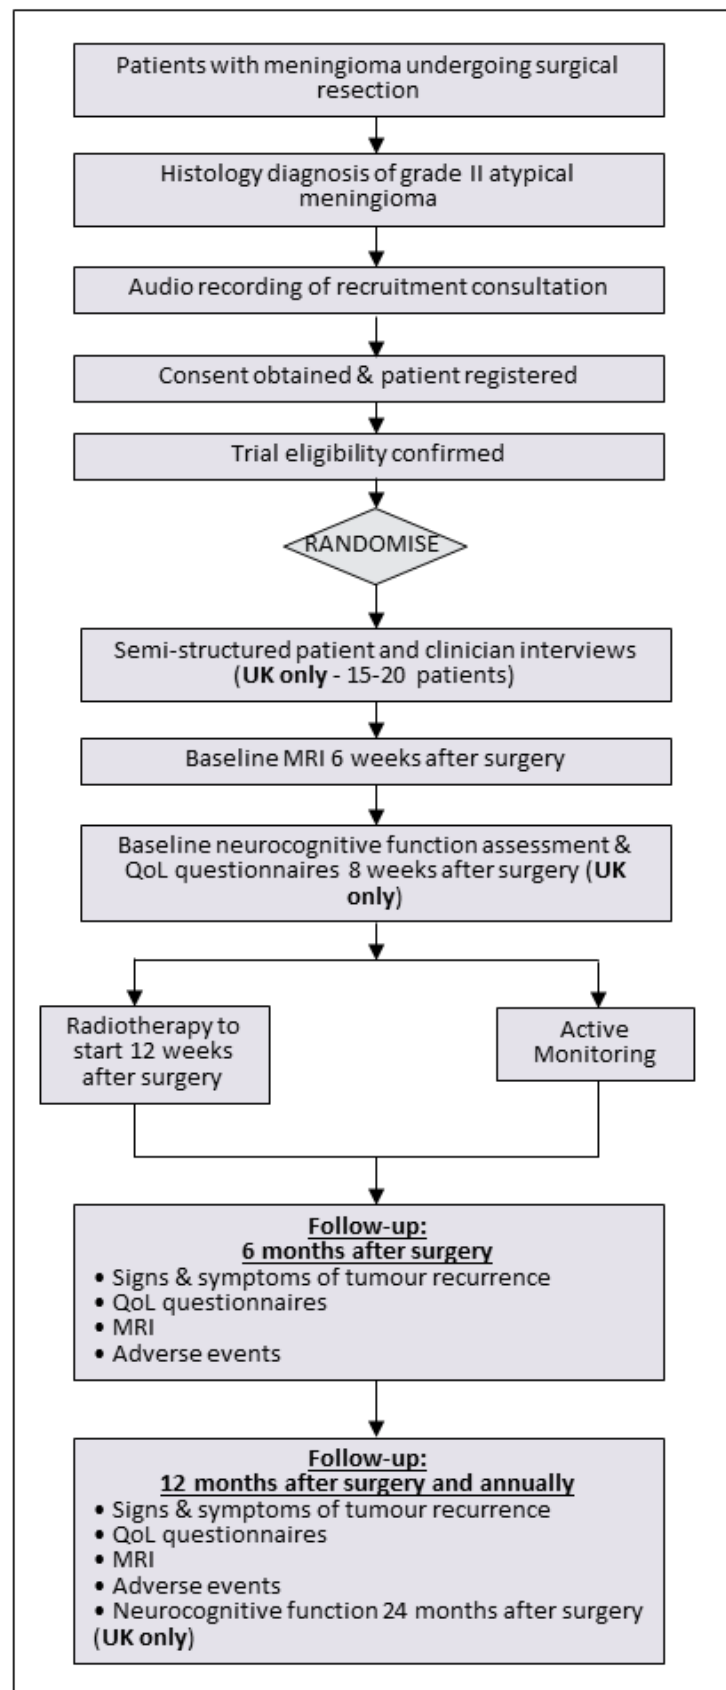 Patients with meningioma undergoing surgical
resection
Histology diagnosis of grade II atypical
meningioma
Audio recording of recruitment consultation
Consent obtained & patient registered
Trial eligibility confirmed
RANDOMISE
Semi-structured patient and clinician interviews
(UK only - 15-20 patients)
Baseline MRI 6 weeks after surgery
Baseline neurocognitive function assessment &
QoL questionnaires 8 weeks after surgery (UK
only)
Radiotherapy to
start 12 weeks
after surgery
Active
Monitoring
Follow-up:
6 months after surgery
• Signs & symptoms of tumour recurrence
• QoL questionnaires
• MRI
• Adverse events
Follow-up:
12 months after surgery and annually
• Signs & symptoms of tumour recurrence
• QoL questionnaires
• MRI
• Adverse events
• Neurocognitive function 24 months after surgery
(UK only)